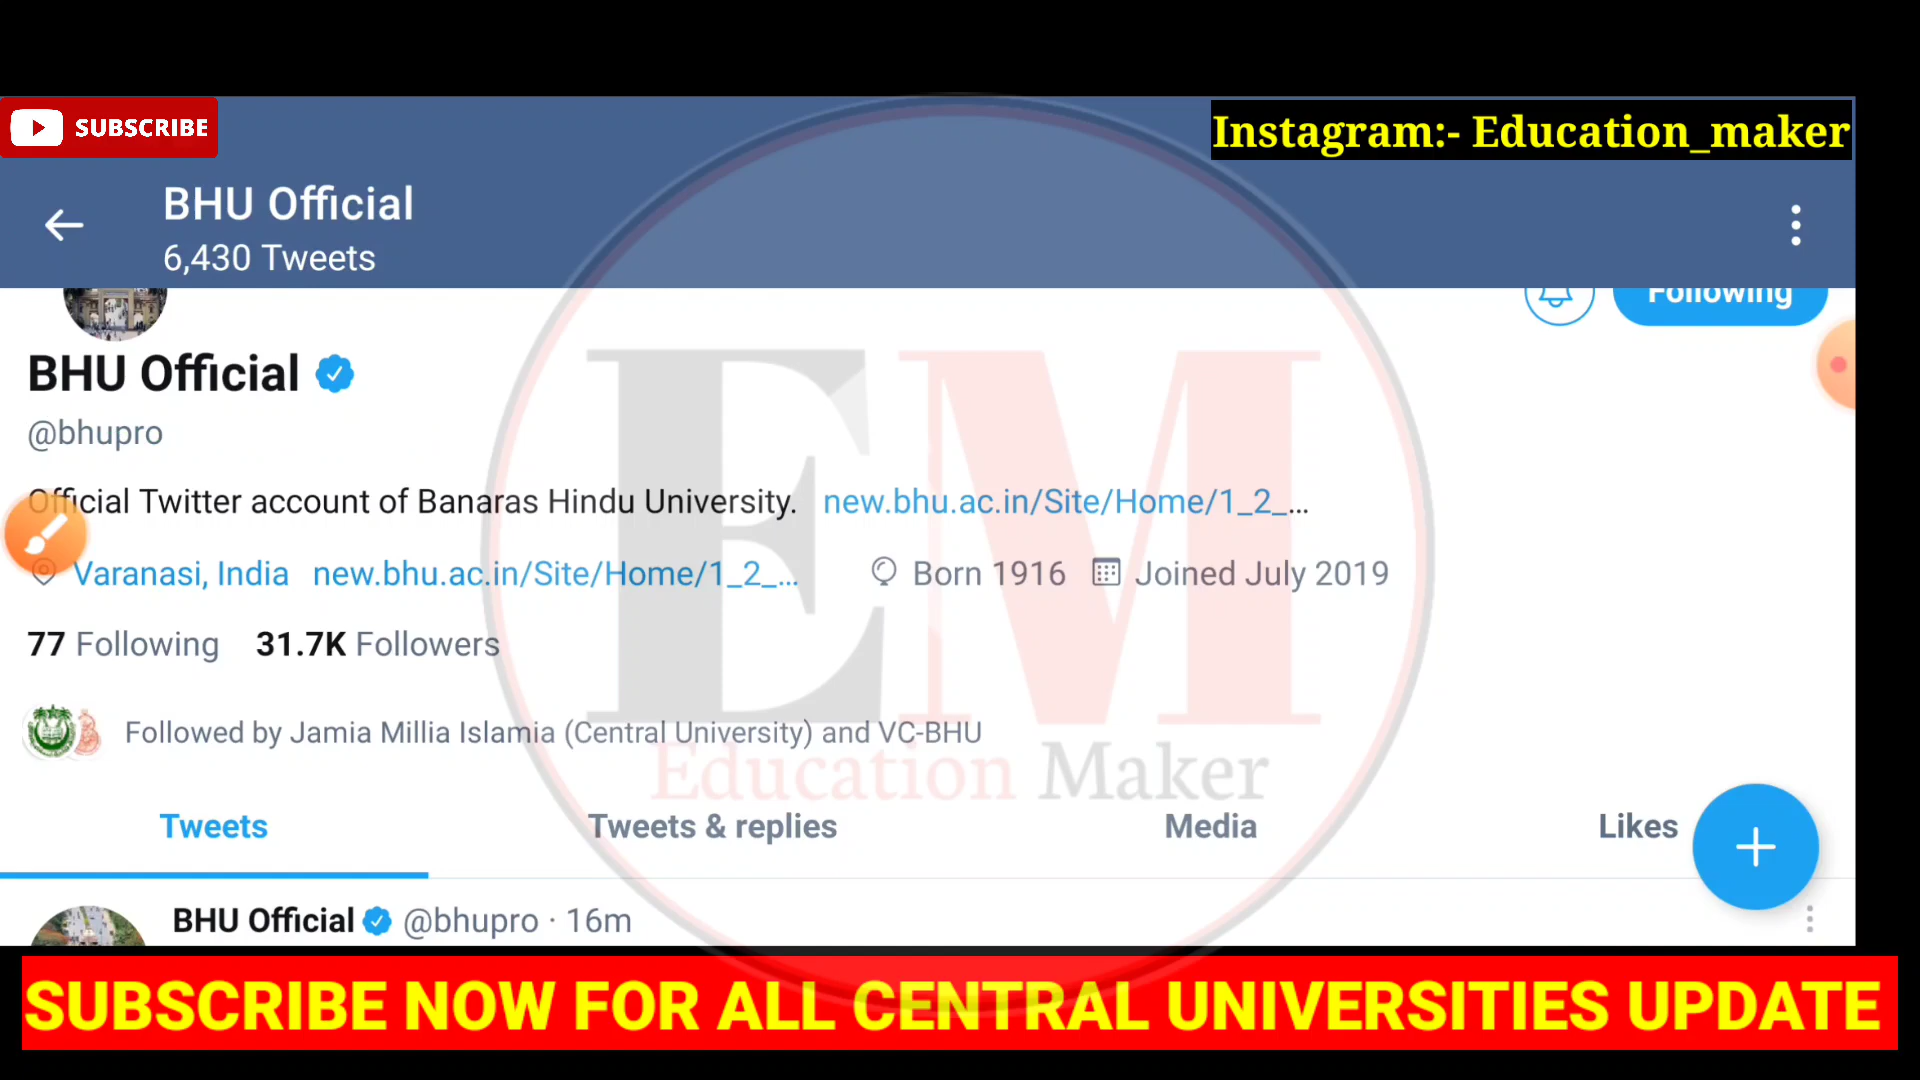 SUBSCRIBE
Instagram:- Education_maker
BHU Official
6,430 Tweets
Following
BHU Official
@bhupro
Official Twitter account of Banaras Hindu University. new.bhu.ac.in/Site/Home/1_2_...
Varanasi, India new.bhu.ac.in/Site/Home/1_2_... Born 1916 Joined July 2019
77 Following 31.7K Followers
Followed by Jamia Millia Islamia (Central University) and VC-BHU
EM
Education Maker
Tweets Tweets & replies Media Likes
BHU Official @bhupro · 16m
SUBSCRIBE NOW FOR ALL CENTRAL UNIVERSITIES UPDATE